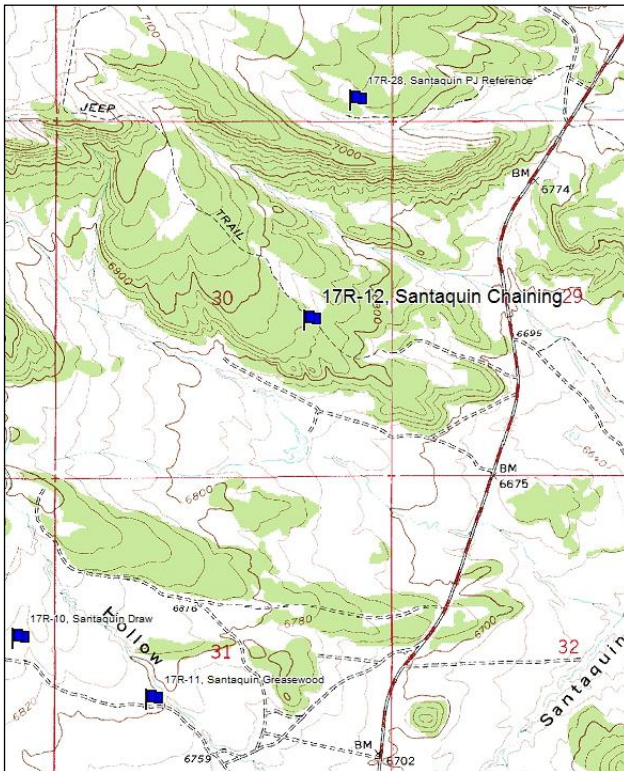 7100
17R-28, Santaquin PJ Reference
JEEP
7000
BM
6774
TRAIL
6900
30
17R-12, Santaquin Chaining
29
6695
6640
BM
6675
6800
6816
6780
6700
17R-10, Santaquin Draw
Hollow
31
32
17R-11, Santaquin Greasewood
Santaquin
6820
6759
BM
6702